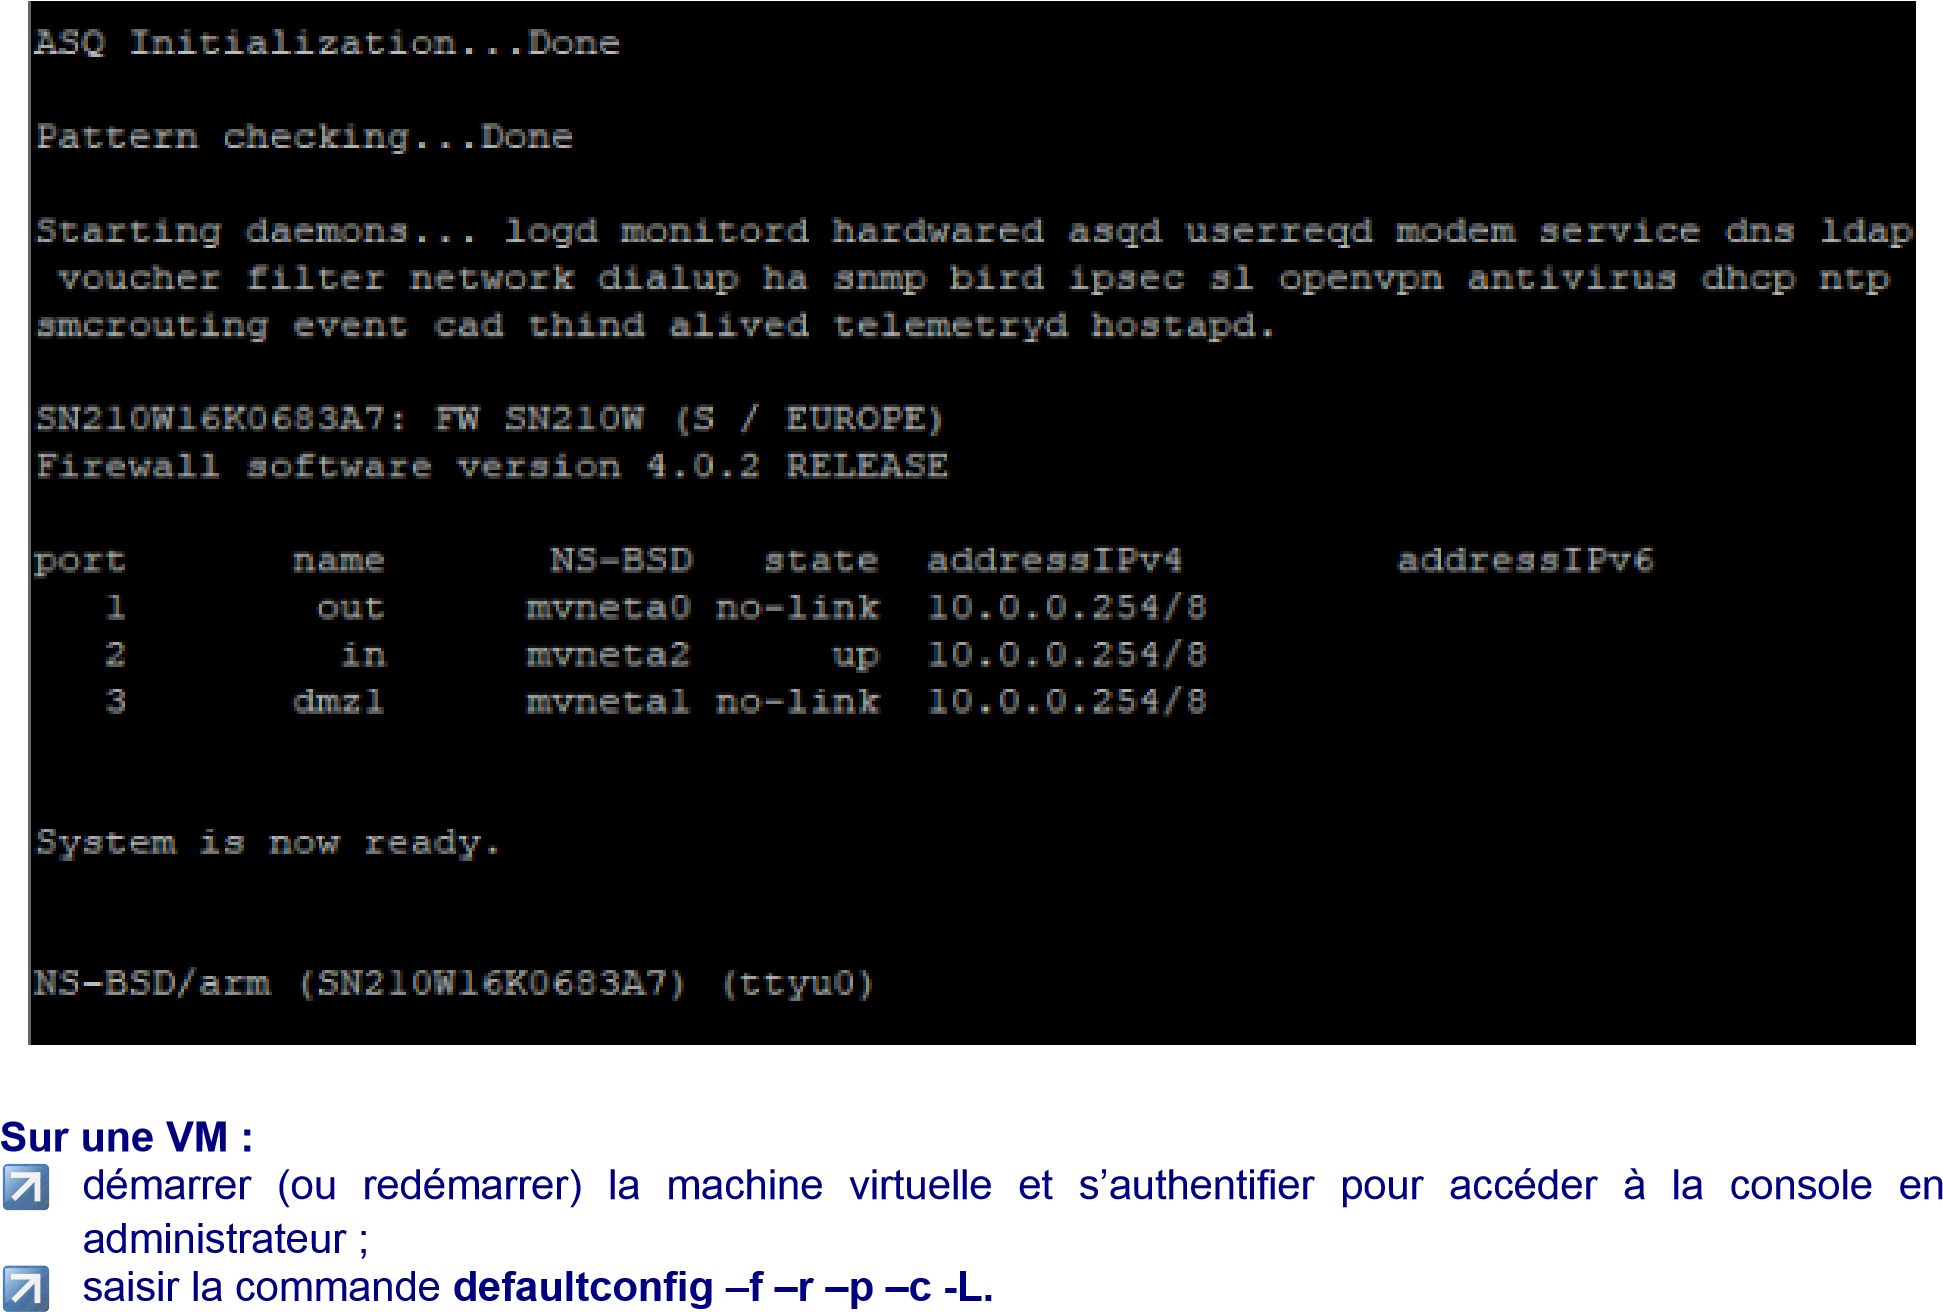 ASQ Initialization...Done
Pattern checking...Done
Starting daemons... logd monitord hardwared asqd userreqd modem service dns ldap
voucher filter network dialup ha snmp bird ipsec sl openvpn antivirus dhcp ntp
smcrouting event cad thind alived telemetryd hostapd.
SN210W16K0683A7: FW SN210W (S / EUROPE)
Firewall software version 4.0.2 RELEASE
port name NS-BSD state addressIPv4 addressIPv6
1 out mvneta0 no-link 10.0.0.254/8
2 in mvneta2 up 10.0.0.254/8
3 dmz1 mvneta1 no-link 10.0.0.254/8
System is now ready.
NS-BSD/arm (SN210W16K0683A7) (ttyu0)
Sur une VM :
démarrer (ou redémarrer) la machine virtuelle et s’authentifier pour accéder à la console en
administrateur ;
saisir la commande defaultconfig –f –r –p –c -L.